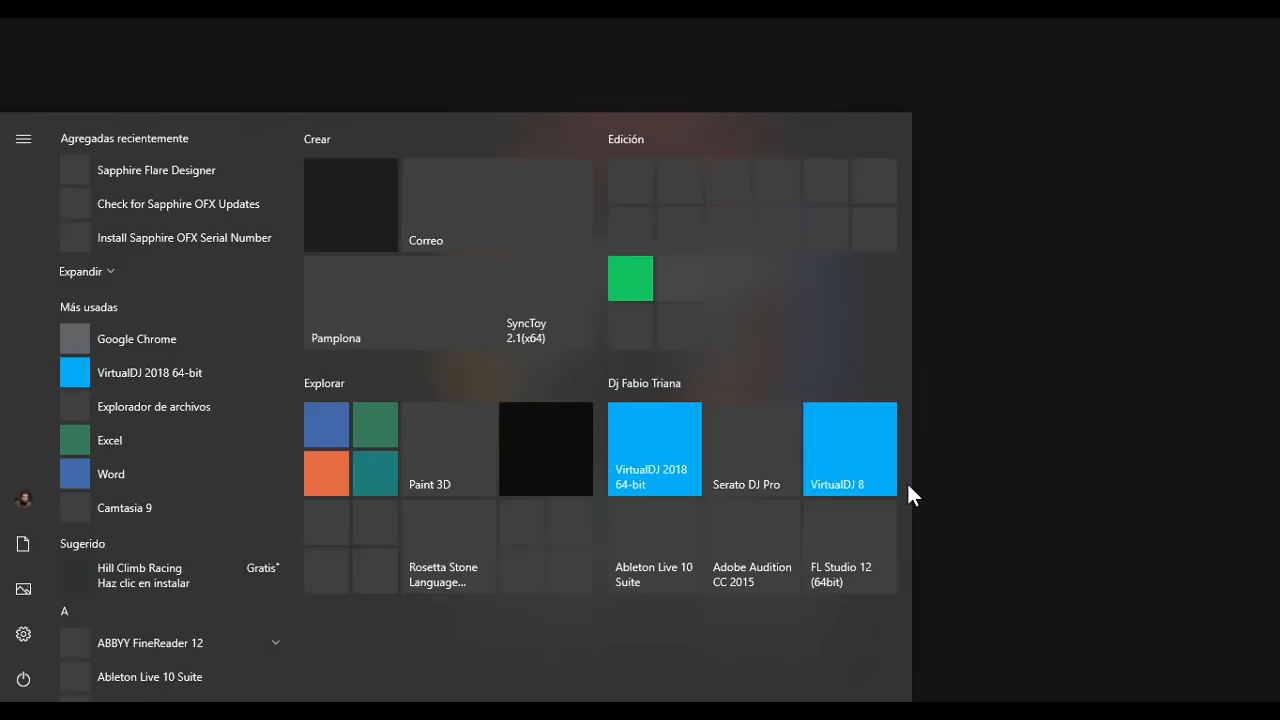 Agregadas recientemente
Sapphire Flare Designer
Check for Sapphire OFX Updates
Install Sapphire OFX Serial Number
Expandir
Más usadas
Google Chrome
VirtualDJ 2018 64-bit
Explorador de archivos
Excel
Word
Camtasia 9
Sugerido
Hill Climb Racing
Gratis*
Haz clic en instalar
A
ABBYY FineReader 12
Ableton Live 10 Suite
Crear
Correo
Pamplona
SyncToy
2.1(x64)
Explorar
Paint 3D
Rosetta Stone
Language...
Edición
Dj Fabio Triana
VirtualDJ 2018
64-bit
Serato DJ Pro
VirtualDJ 8
Ableton Live 10
Suite
Adobe Audition
CC 2015
FL Studio 12
(64bit)